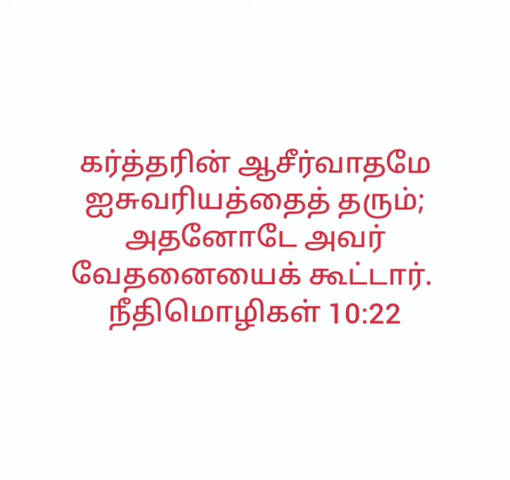 கர்த்தரின் ஆசீர்வாதமே
ஐசுவரியத்தைத் தரும்;
அதனோடே அவர்
வேதனையைக் கூட்டார்.
நீதிமொழிகள் 10:22